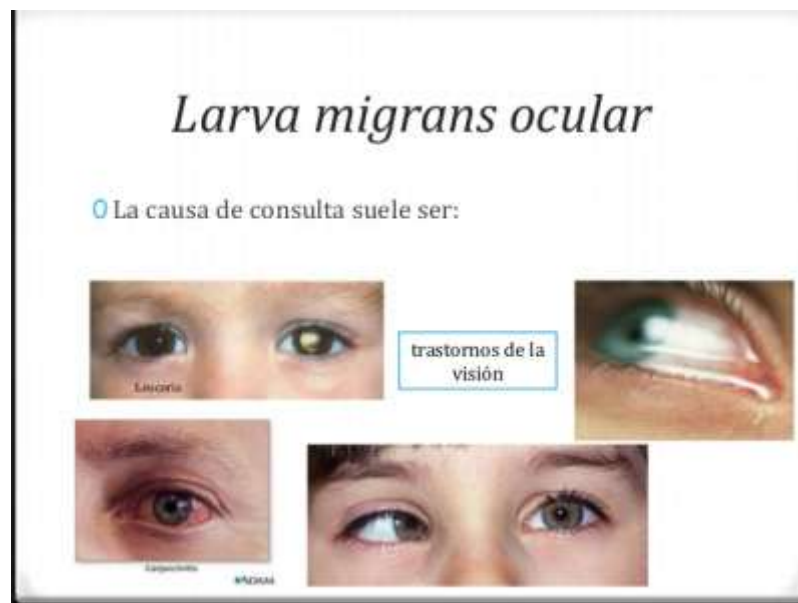 Larva migrans ocular
La causa de consulta suele ser:
trastornos de la
visión